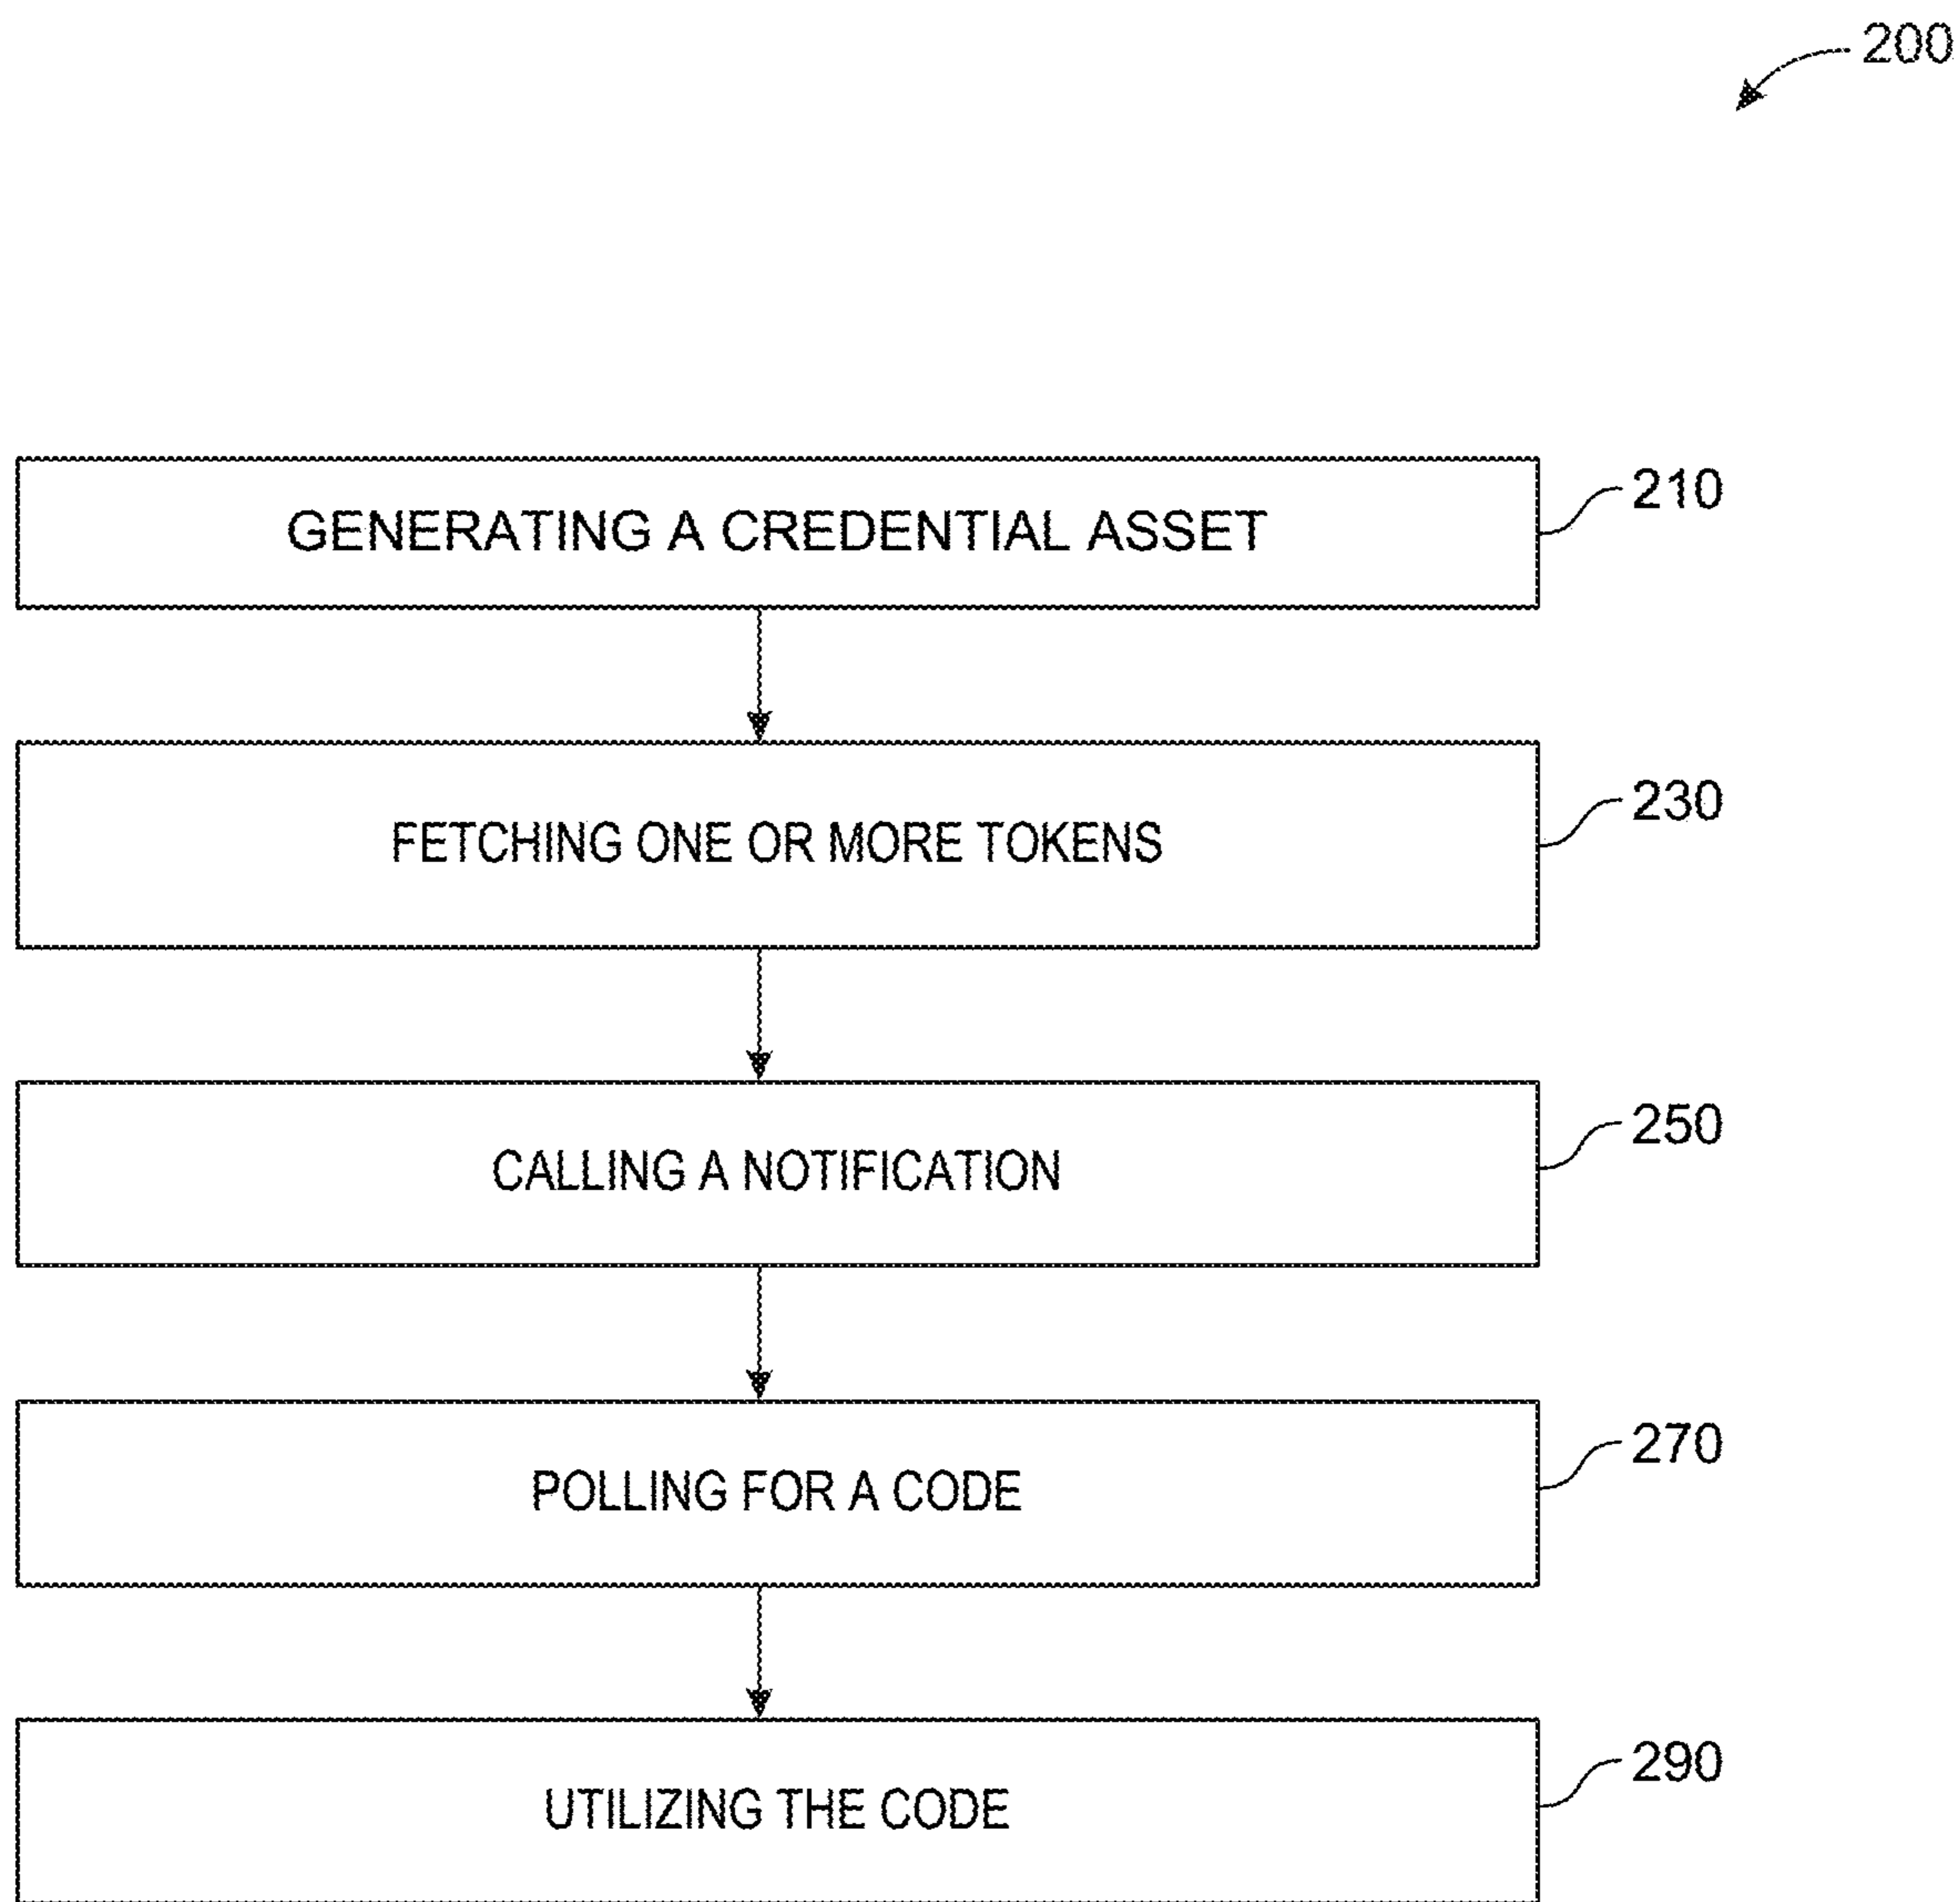 200
GENERATING A CREDENTIAL ASSET
210
FETCHING ONE OR MORE TOKENS
230
CALLING A NOTIFICATION
250
POLLING FOR A CODE
270
UTILIZING THE CODE
290